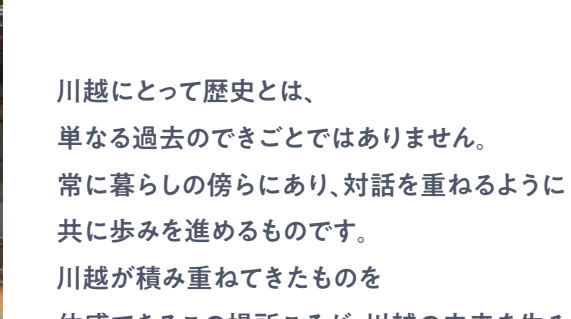 川越にとって歴史とは、
単なる過去のできごとではありません。
常に暮らしの傍らにあり、対話を重ねるように
共に歩みを進めるものです。
川越が積み重ねてきたものを